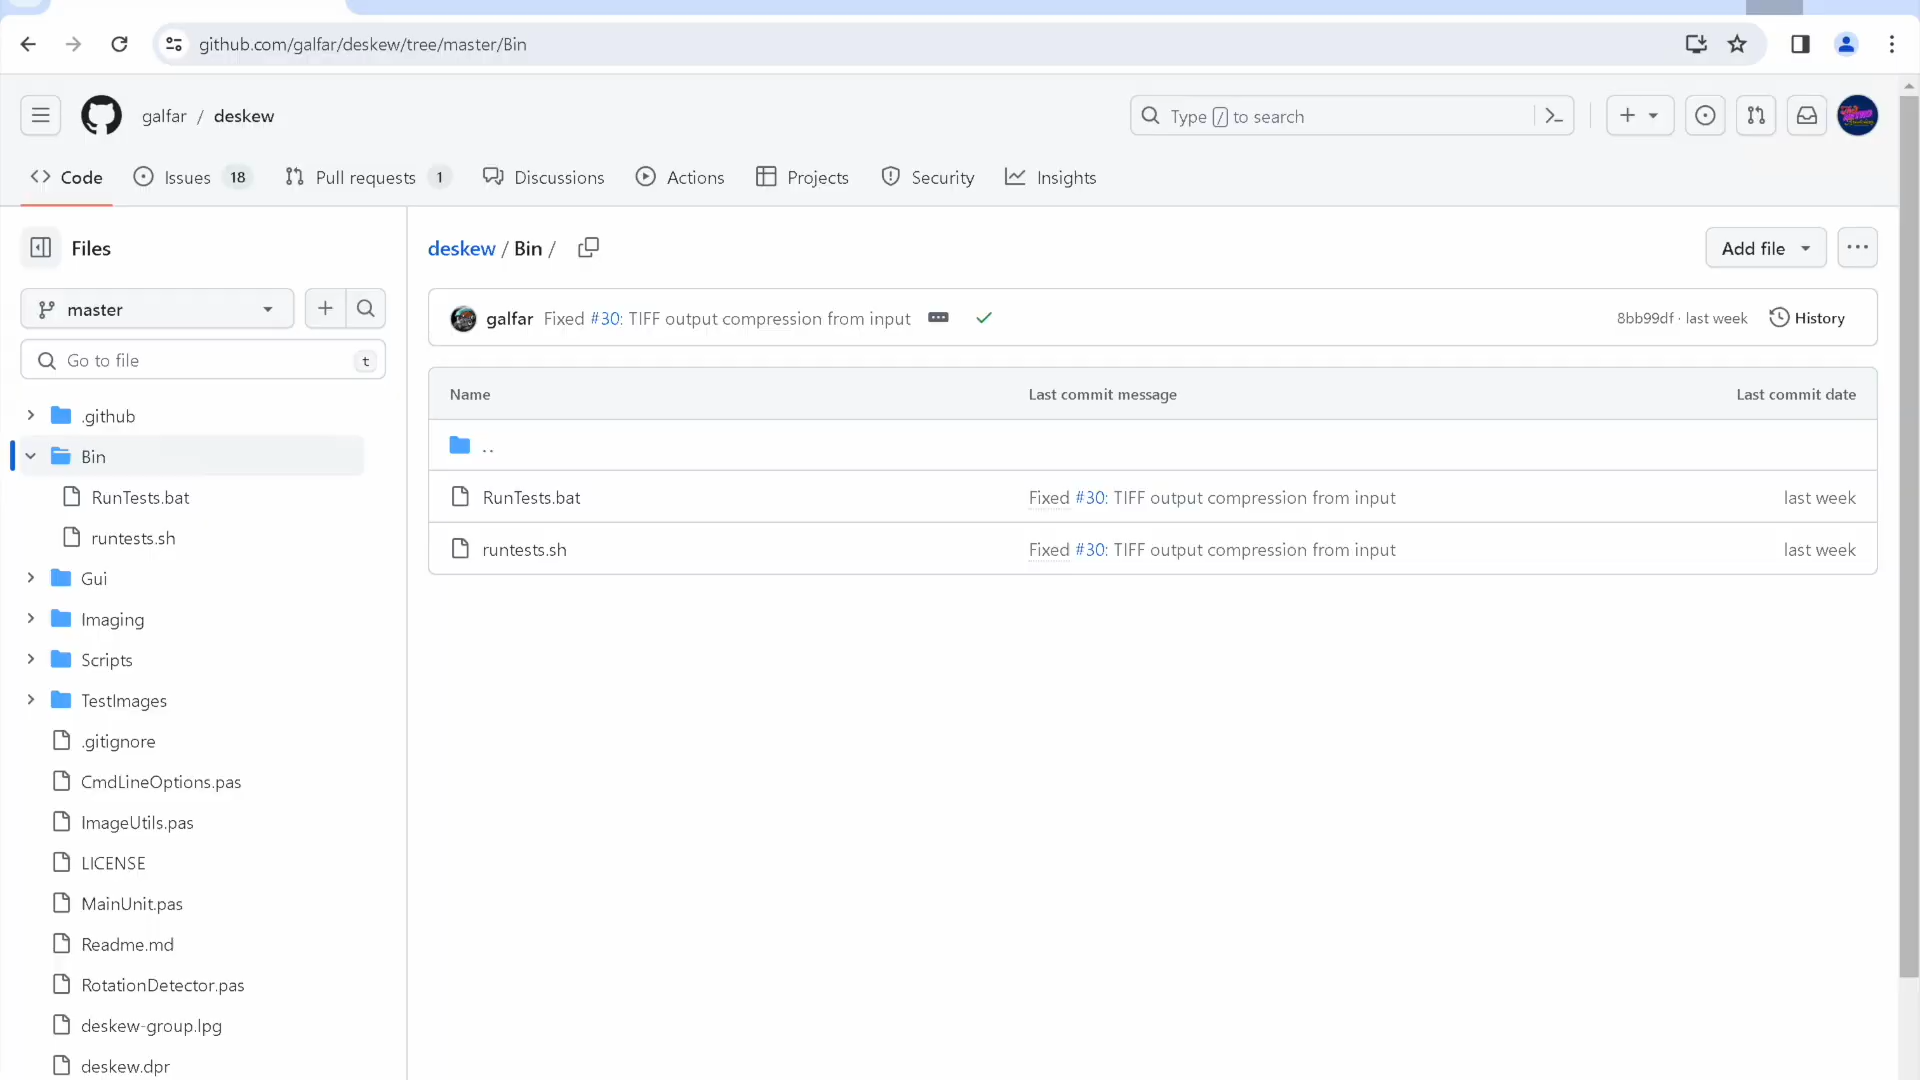 github.com/galfar/deskew/tree/master/Bin
galfar / deskew
Type / to search
Code
Issues 18
Pull requests 1
Discussions
Actions
Projects
Security
Insights
Files
master
Go to file t
.github
Bin
RunTests.bat
runtests.sh
Gui
Imaging
Scripts
TestImages
.gitignore
CmdLineOptions.pas
ImageUtils.pas
LICENSE
MainUnit.pas
Readme.md
RotationDetector.pas
deskew-group.lpg
deskew.dpr
deskew / Bin /
Add file
galfar Fixed #30: TIFF output compression from input
8bb99df · last week
History
Name Last commit message Last commit date
..
RunTests.bat Fixed #30: TIFF output compression from input last week
runtests.sh Fixed #30: TIFF output compression from input last week